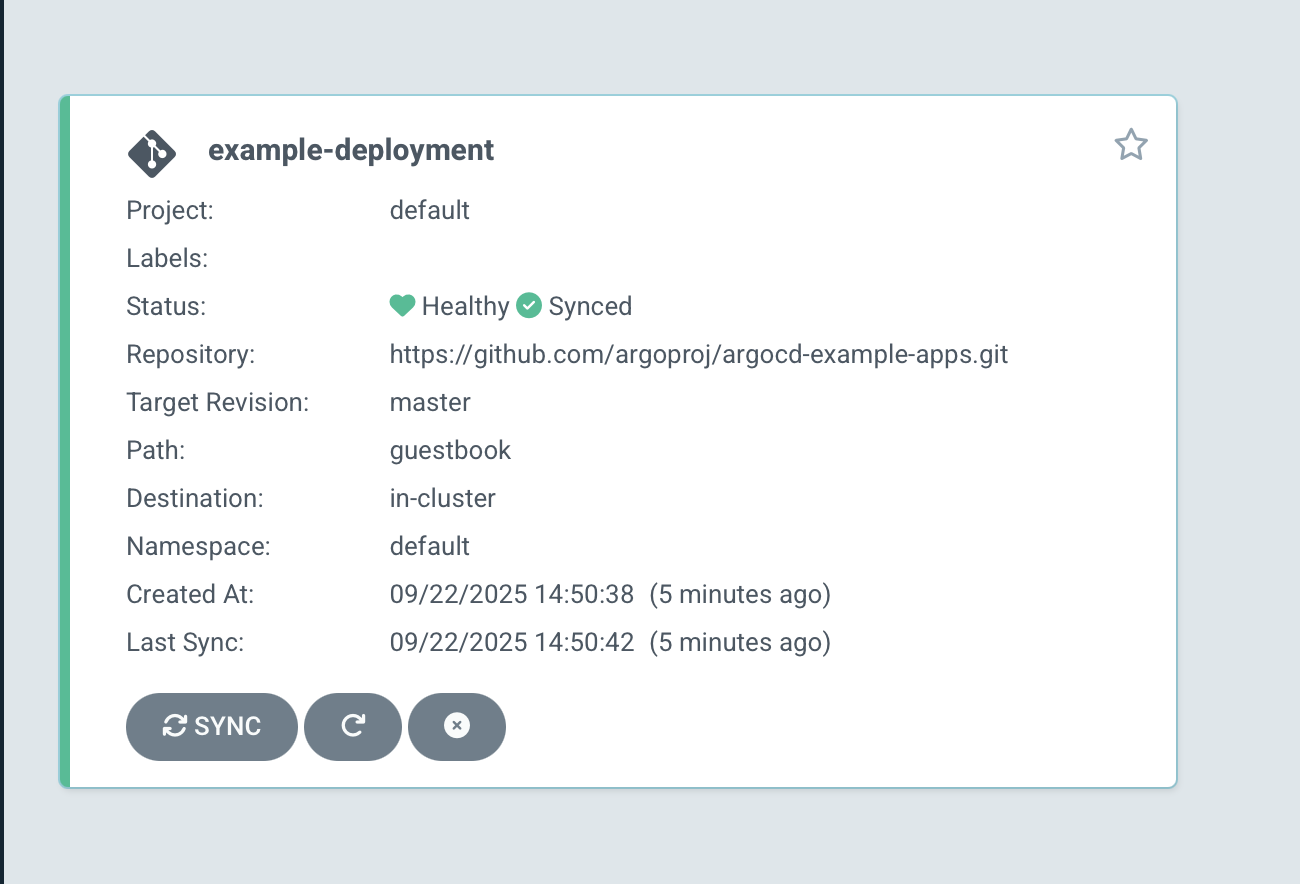 example-deployment
Project: default
Labels:
Status: Healthy Synced
Repository: https://github.com/argoproj/argocd-example-apps.git
Target Revision: master
Path: guestbook
Destination: in-cluster
Namespace: default
Created At: 09/22/2025 14:50:38 (5 minutes ago)
Last Sync: 09/22/2025 14:50:42 (5 minutes ago)
SYNC